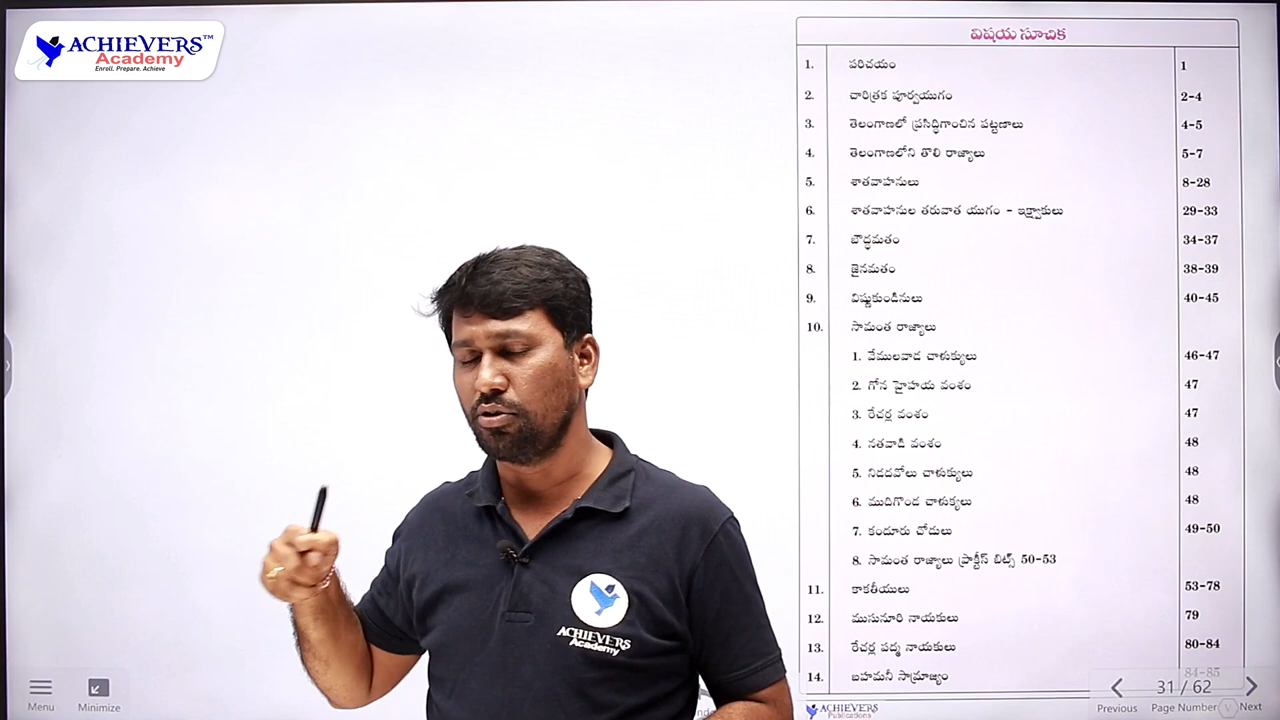 ACHIEVERS™
Academy
Enroll. Prepare. Achieve
విషయ సూచిక
1. పరిచయం 1
2. చారిత్రక పూర్వయుగం 2-4
3. తెలంగాణలో ప్రసిద్ధిగాంచిన పట్టణాలు 4-5
4. తెలంగాణలోని తొలి రాజ్యాలు 5-7
5. శాతవాహనులు 8-28
6. శాతవాహనుల తరువాత యుగం - ఇక్ష్వాకులు 29-33
7. బౌద్ధమతం 34-37
8. జైనమతం 38-39
9. విష్ణుకుండినులు 40-45
10. సామంత రాజ్యాలు
1. వేములవాడ చాళుక్యులు 46-47
2. గోన హైహయ వంశం 47
3. రేచర్ల వంశం 47
4. నతవాడి వంశం 48
5. నిడదవోలు చాళుక్యులు 48
6. ముదిగొండ చాళుక్యులు 48
7. కందూరు చోడులు 49-50
8. సామంత రాజ్యాలు ప్రాక్టీస్ బిట్స్ 50-53
11. కాకతీయులు 53-78
12. ముసునూరి నాయకులు 79
13. రేచర్ల పద్మ నాయకులు 80-84
14. బహమనీ సామ్రాజ్యం 84-85
ACHIEVERS
Publications
ACHIEVERS
Academy
Menu
Minimize
31 / 62
Previous Page Number Next